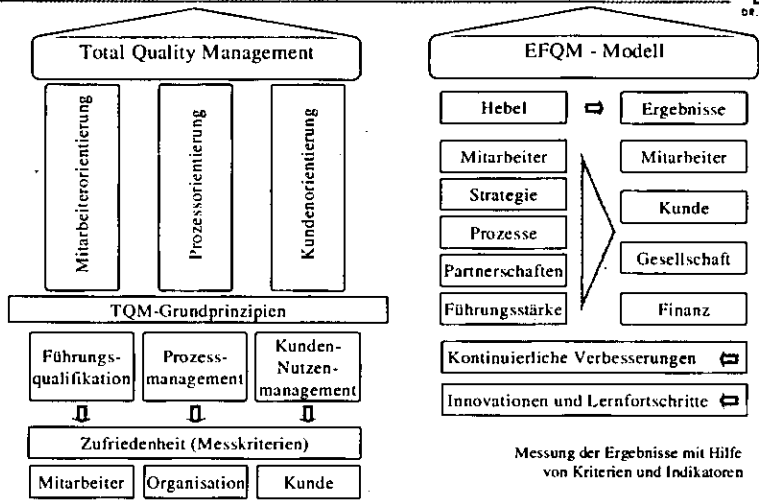 DR.
Total Quality Management
Mitarbeiterorientierung
Prozessorientierung
Kundenorientierung
TQM-Grundprinzipien
Führungs-
qualifikation
Prozess-
management
Kunden-
Nutzen-
management
Zufriedenheit (Messkriterien)
Mitarbeiter
Organisation
Kunde
EFQM - Modell
Hebel
Ergebnisse
Mitarbeiter
Strategie
Prozesse
Partnerschaften
Führungsstärke
Mitarbeiter
Kunde
Gesellschaft
Finanz
Kontinuierliche Verbesserungen
Innovationen und Lernfortschritte
Messung der Ergebnisse mit Hilfe
von Kriterien und Indikatoren